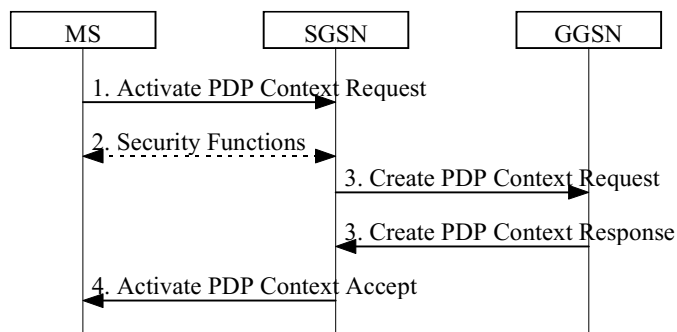 MS SGSN GGSN
1. Activate PDP Context Request
2. Security Functions
3. Create PDP Context Request
3. Create PDP Context Response
4. Activate PDP Context Accept